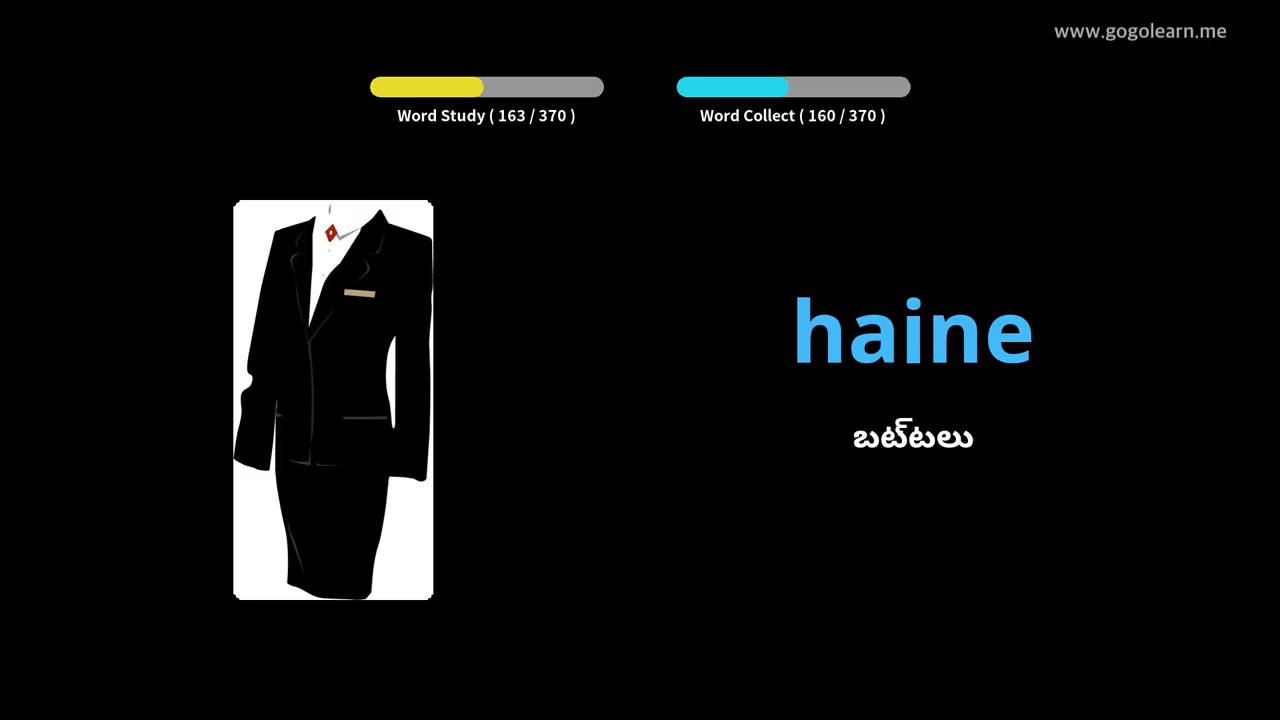 www.gogolearn.me
Word Study ( 163 / 370 )
Word Collect ( 160 / 370 )
haine
బట్టలు